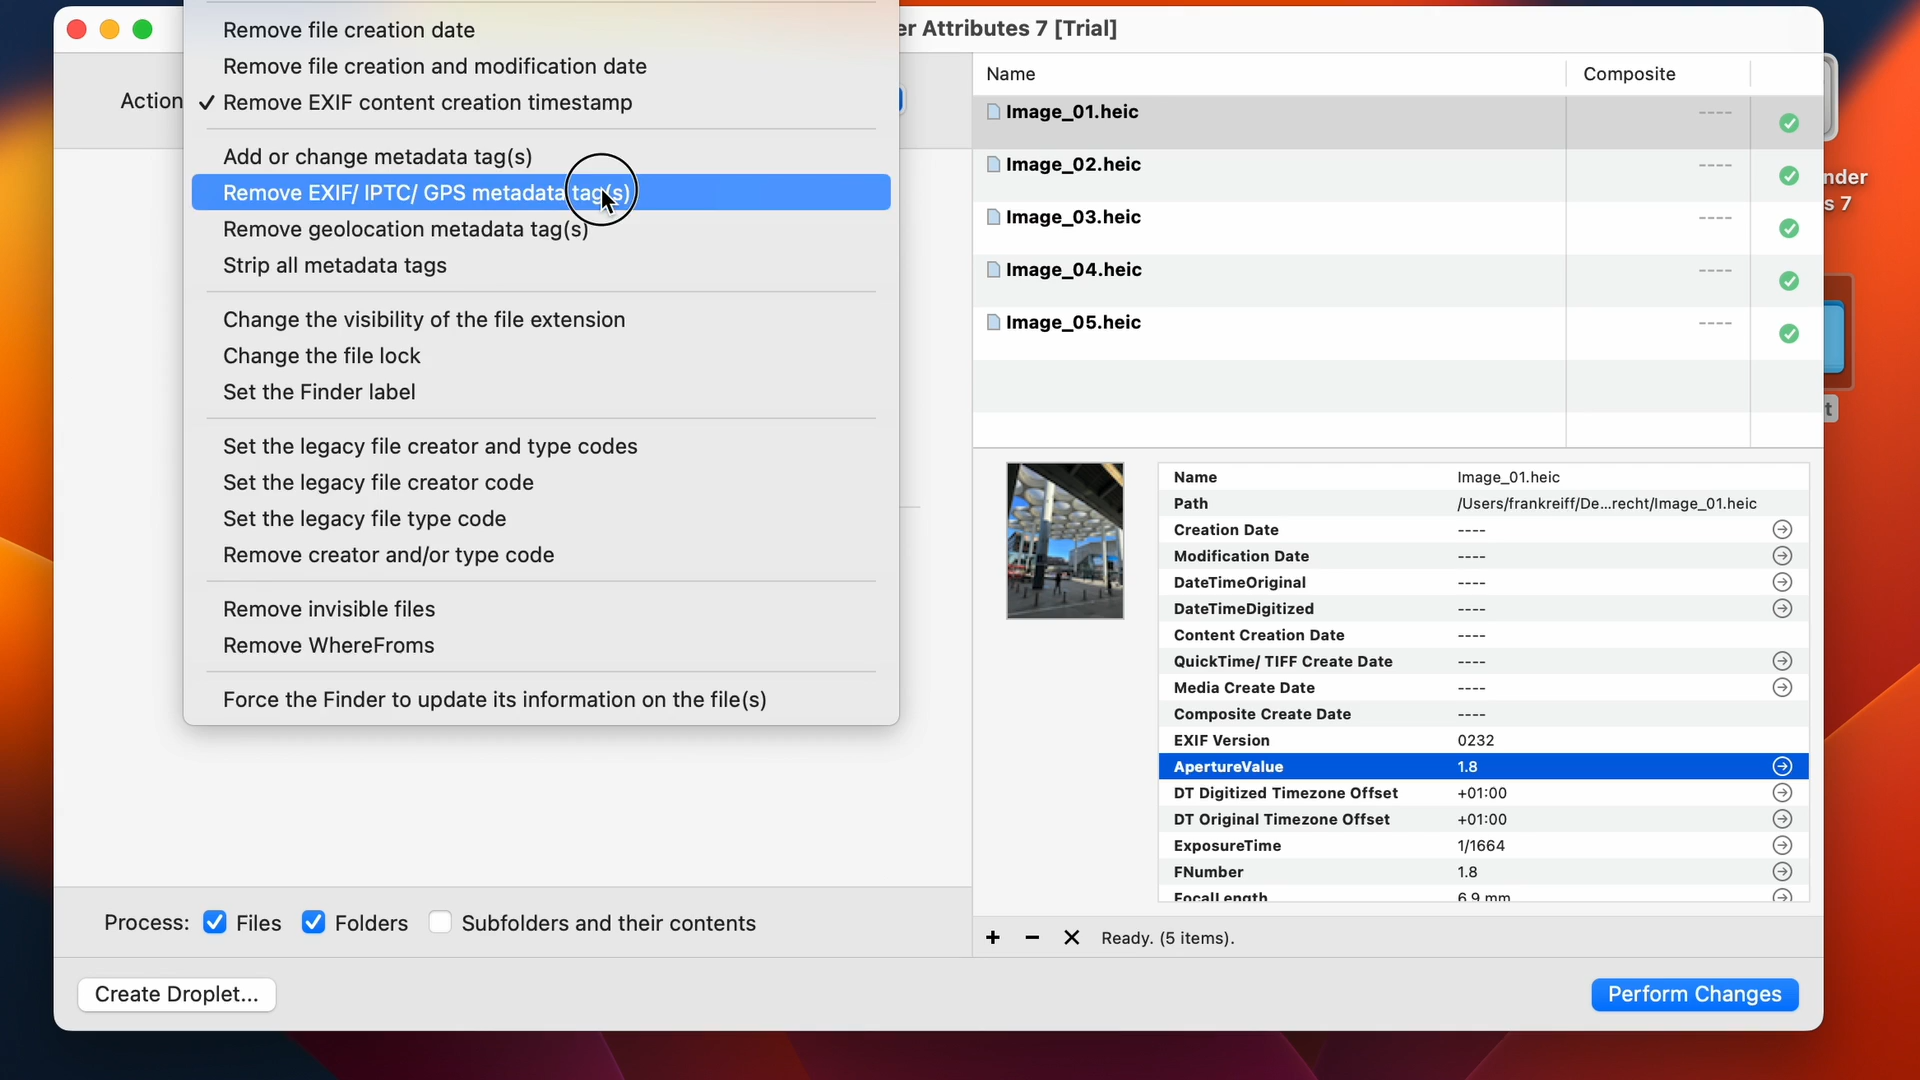 er Attributes 7 [Trial]
Remove file creation date
Remove file creation and modification date
Action
✓ Remove EXIF content creation timestamp
Add or change metadata tag(s)
Remove EXIF/ IPTC/ GPS metadata tag(s)
Remove geolocation metadata tag(s)
Strip all metadata tags
Change the visibility of the file extension
Change the file lock
Set the Finder label
Set the legacy file creator and type codes
Set the legacy file creator code
Set the legacy file type code
Remove creator and/or type code
Remove invisible files
Remove WhereFroms
Force the Finder to update its information on the file(s)
Name Composite
Image_01.heic ----
Image_02.heic ----
Image_03.heic ----
Image_04.heic ----
Image_05.heic ----
nder
s 7
t
Name Image_01.heic
Path /Users/frankreiff/De...recht/Image_01.heic
Creation Date ----
Modification Date ----
DateTimeOriginal ----
DateTimeDigitized ----
Content Creation Date ----
QuickTime/ TIFF Create Date ----
Media Create Date ----
Composite Create Date ----
EXIF Version 0232
ApertureValue 1.8
DT Digitized Timezone Offset +01:00
DT Original Timezone Offset +01:00
ExposureTime 1/1664
FNumber 1.8
FocalLength 6.9 mm
Process: Files Folders Subfolders and their contents
+ − × Ready. (5 items).
Create Droplet... Perform Changes